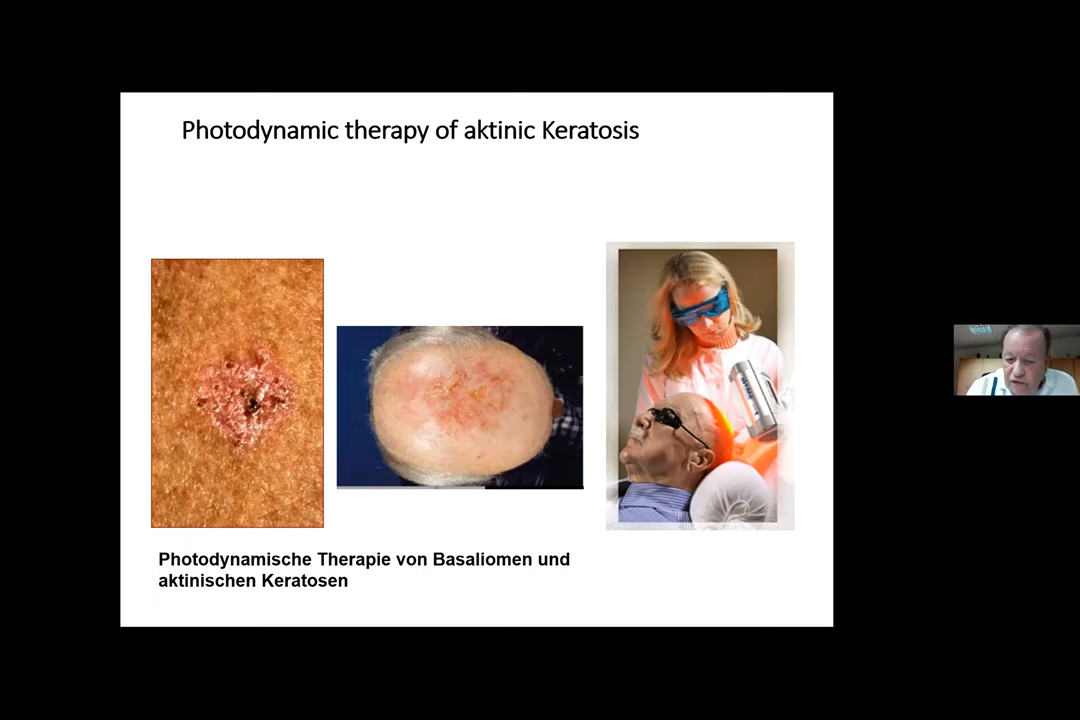 Photodynamic therapy of aktinic Keratosis
Photodynamische Therapie von Basaliomen und
aktinischen Keratosen